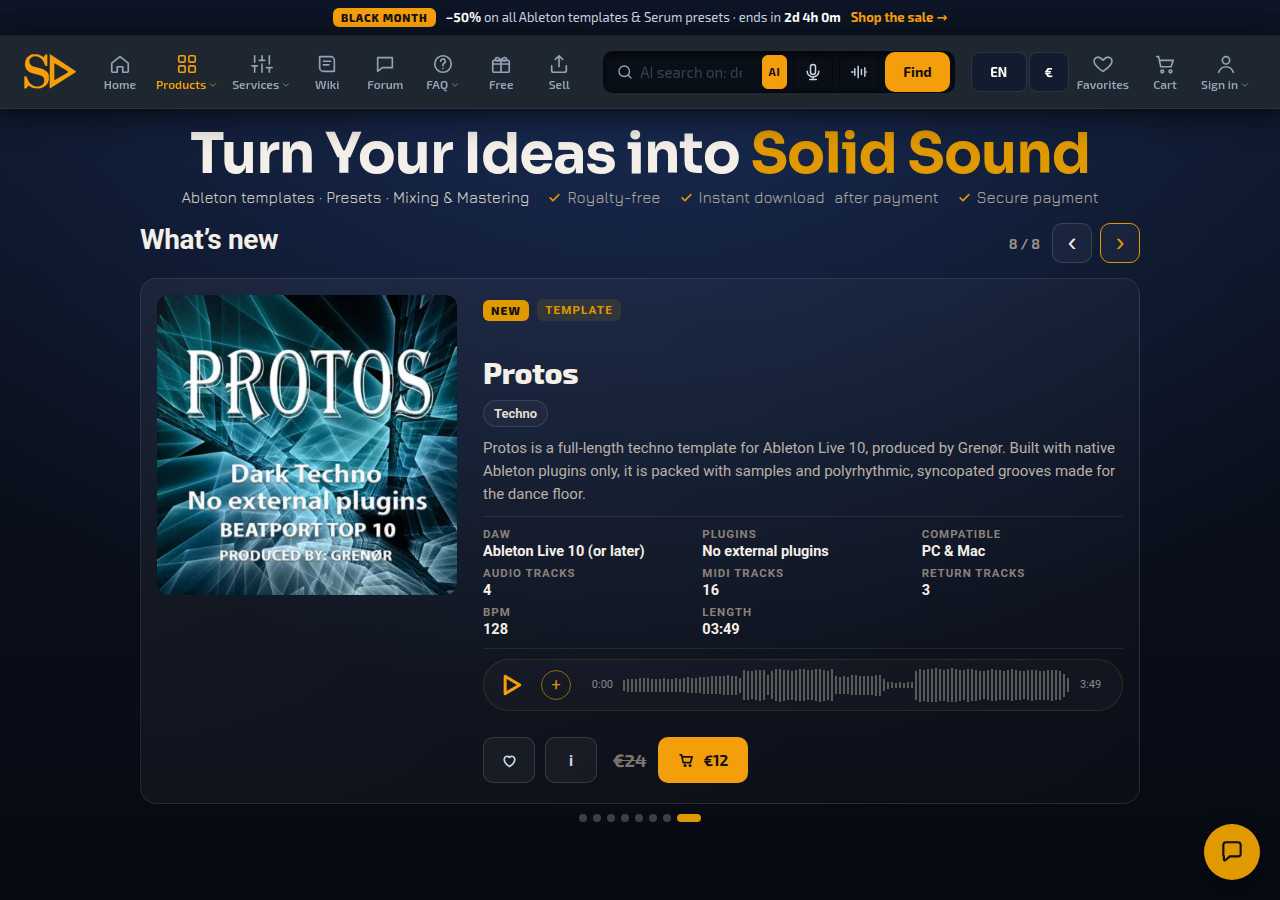 BLACK MONTH −50% on all Ableton templates & Serum presets · ends in 2d 4h 0m Shop the sale →
Home Products Services Wiki Forum FAQ Free Sell
AI search on: dr AI Find EN € Favorites Cart Sign in
Turn Your Ideas into Solid Sound
Ableton templates · Presets · Mixing & Mastering ✓ Royalty-free ✓ Instant download after payment ✓ Secure payment
What's new
8 / 8
NEW TEMPLATE
PROTOS
Dark Techno
No external plugins
BEATPORT TOP 10
PRODUCED BY: GRENØR
Protos
Techno
Protos is a full-length techno template for Ableton Live 10, produced by Grenør. Built with native
Ableton plugins only, it is packed with samples and polyrhythmic, syncopated grooves made for
the dance floor.
DAW PLUGINS COMPATIBLE
Ableton Live 10 (or later) No external plugins PC & Mac
AUDIO TRACKS MIDI TRACKS RETURN TRACKS
4 16 3
BPM LENGTH
128 03:49
0:00 3:49
i €24 €12